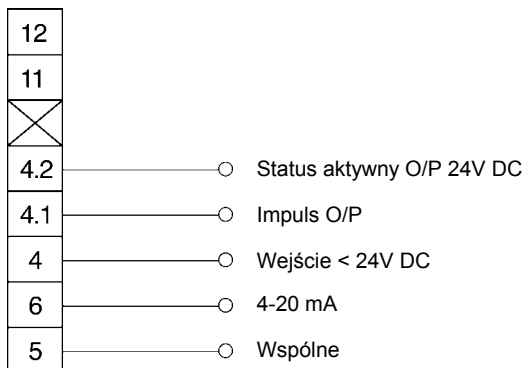 12
11
4.2 Status aktywny O/P 24V DC
4.1 Impuls O/P
4 Wejście < 24V DC
6 4-20 mA
5 Wspólne